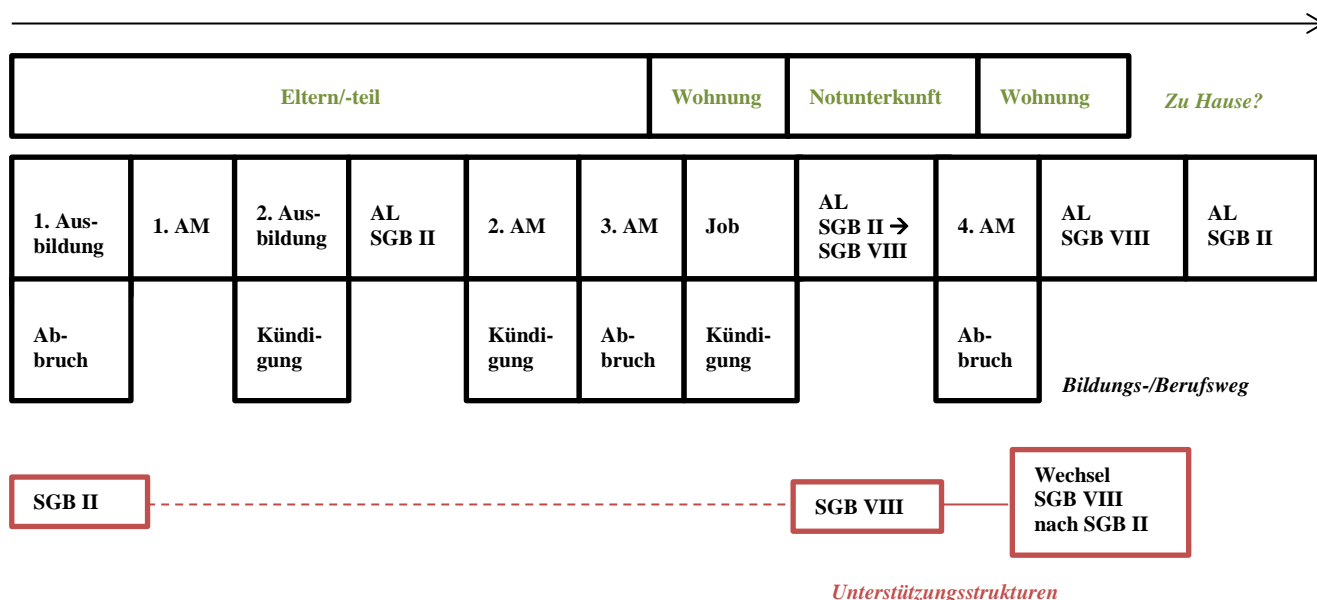 Eltern/-teil
Wohnung
Notunterkunft
Wohnung
Zu Hause?
1. Aus-
bildung
1. AM
2. Aus-
bildung
AL
SGB II
2. AM
3. AM
Job
AL
SGB II →
SGB VIII
4. AM
AL
SGB VIII
AL
SGB II
Ab-
bruch
Kündi-
gung
Kündi-
gung
Ab-
bruch
Kündi-
gung
Ab-
bruch
Bildungs-/Berufsweg
SGB II
SGB VIII
Wechsel
SGB VIII
nach SGB II
Unterstützungsstrukturen